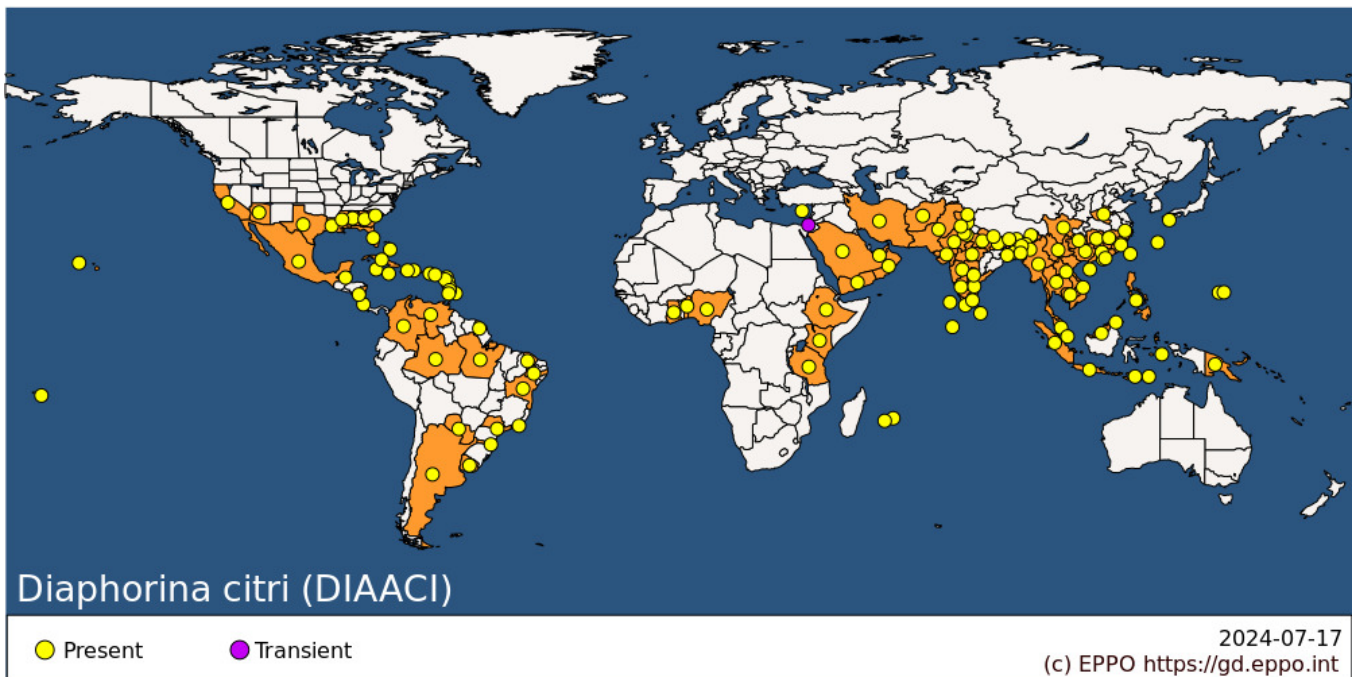 Diaphorina citri (DIAACI)
Present
Transient
2024-07-17
(c) EPPO https://gd.eppo.int